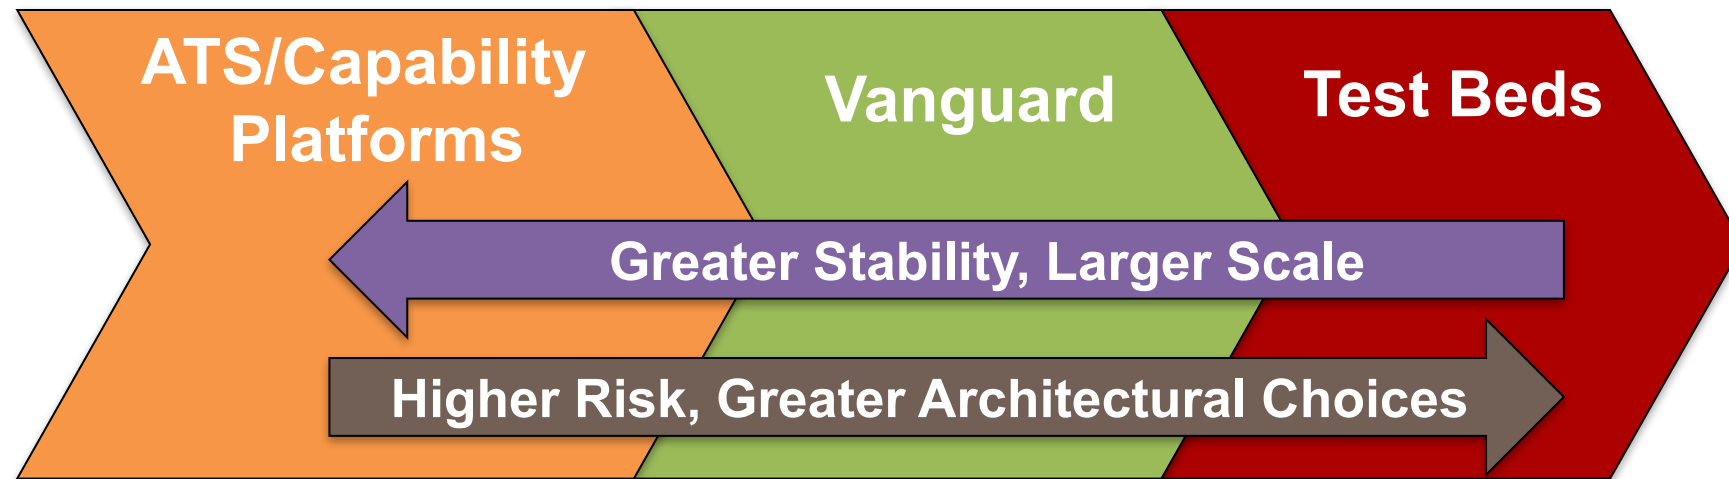 ATS/Capability
Platforms
Vanguard
Test Beds
Greater Stability, Larger Scale
Higher Risk, Greater Architectural Choices